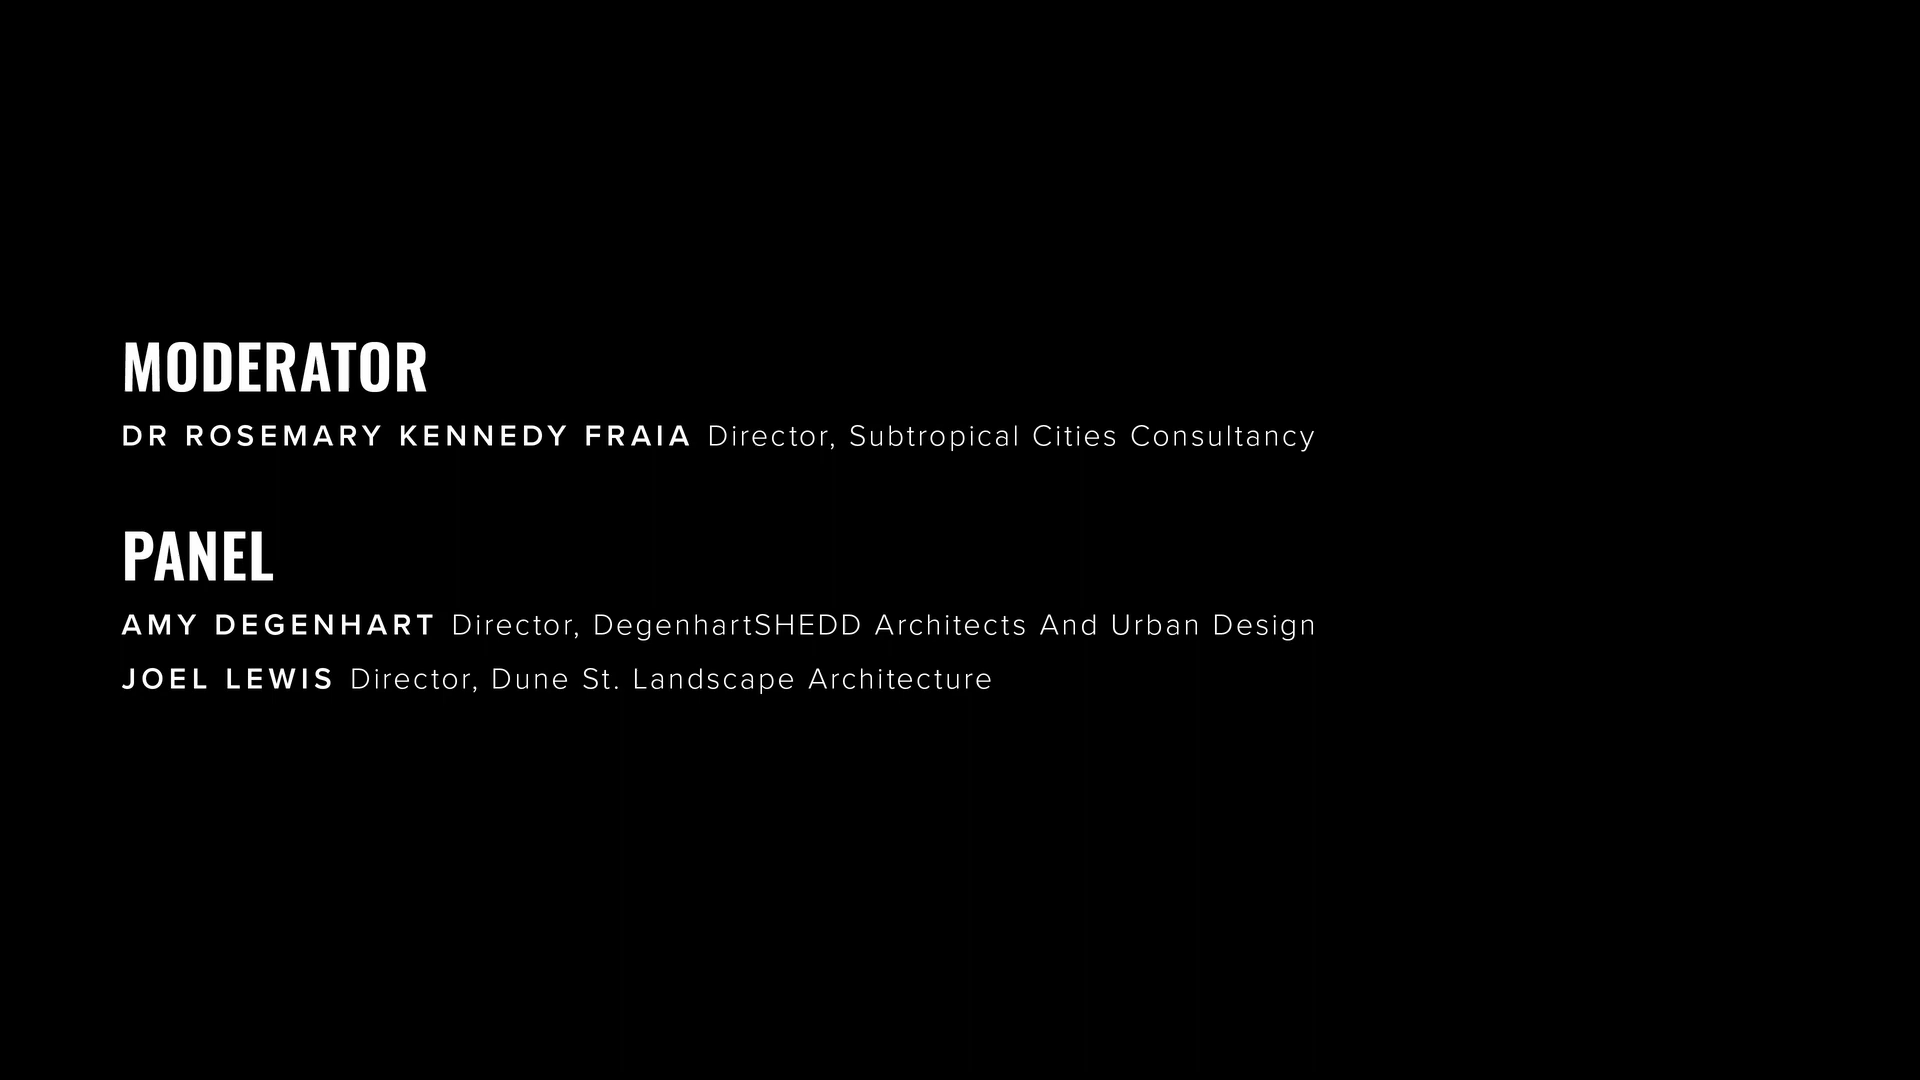 MODERATOR
DR ROSEMARY KENNEDY FRAIA Director, Subtropical Cities Consultancy
PANEL
AMY DEGENHART Director, DegenhartSHEDD Architects And Urban Design
JOEL LEWIS Director, Dune St. Landscape Architecture